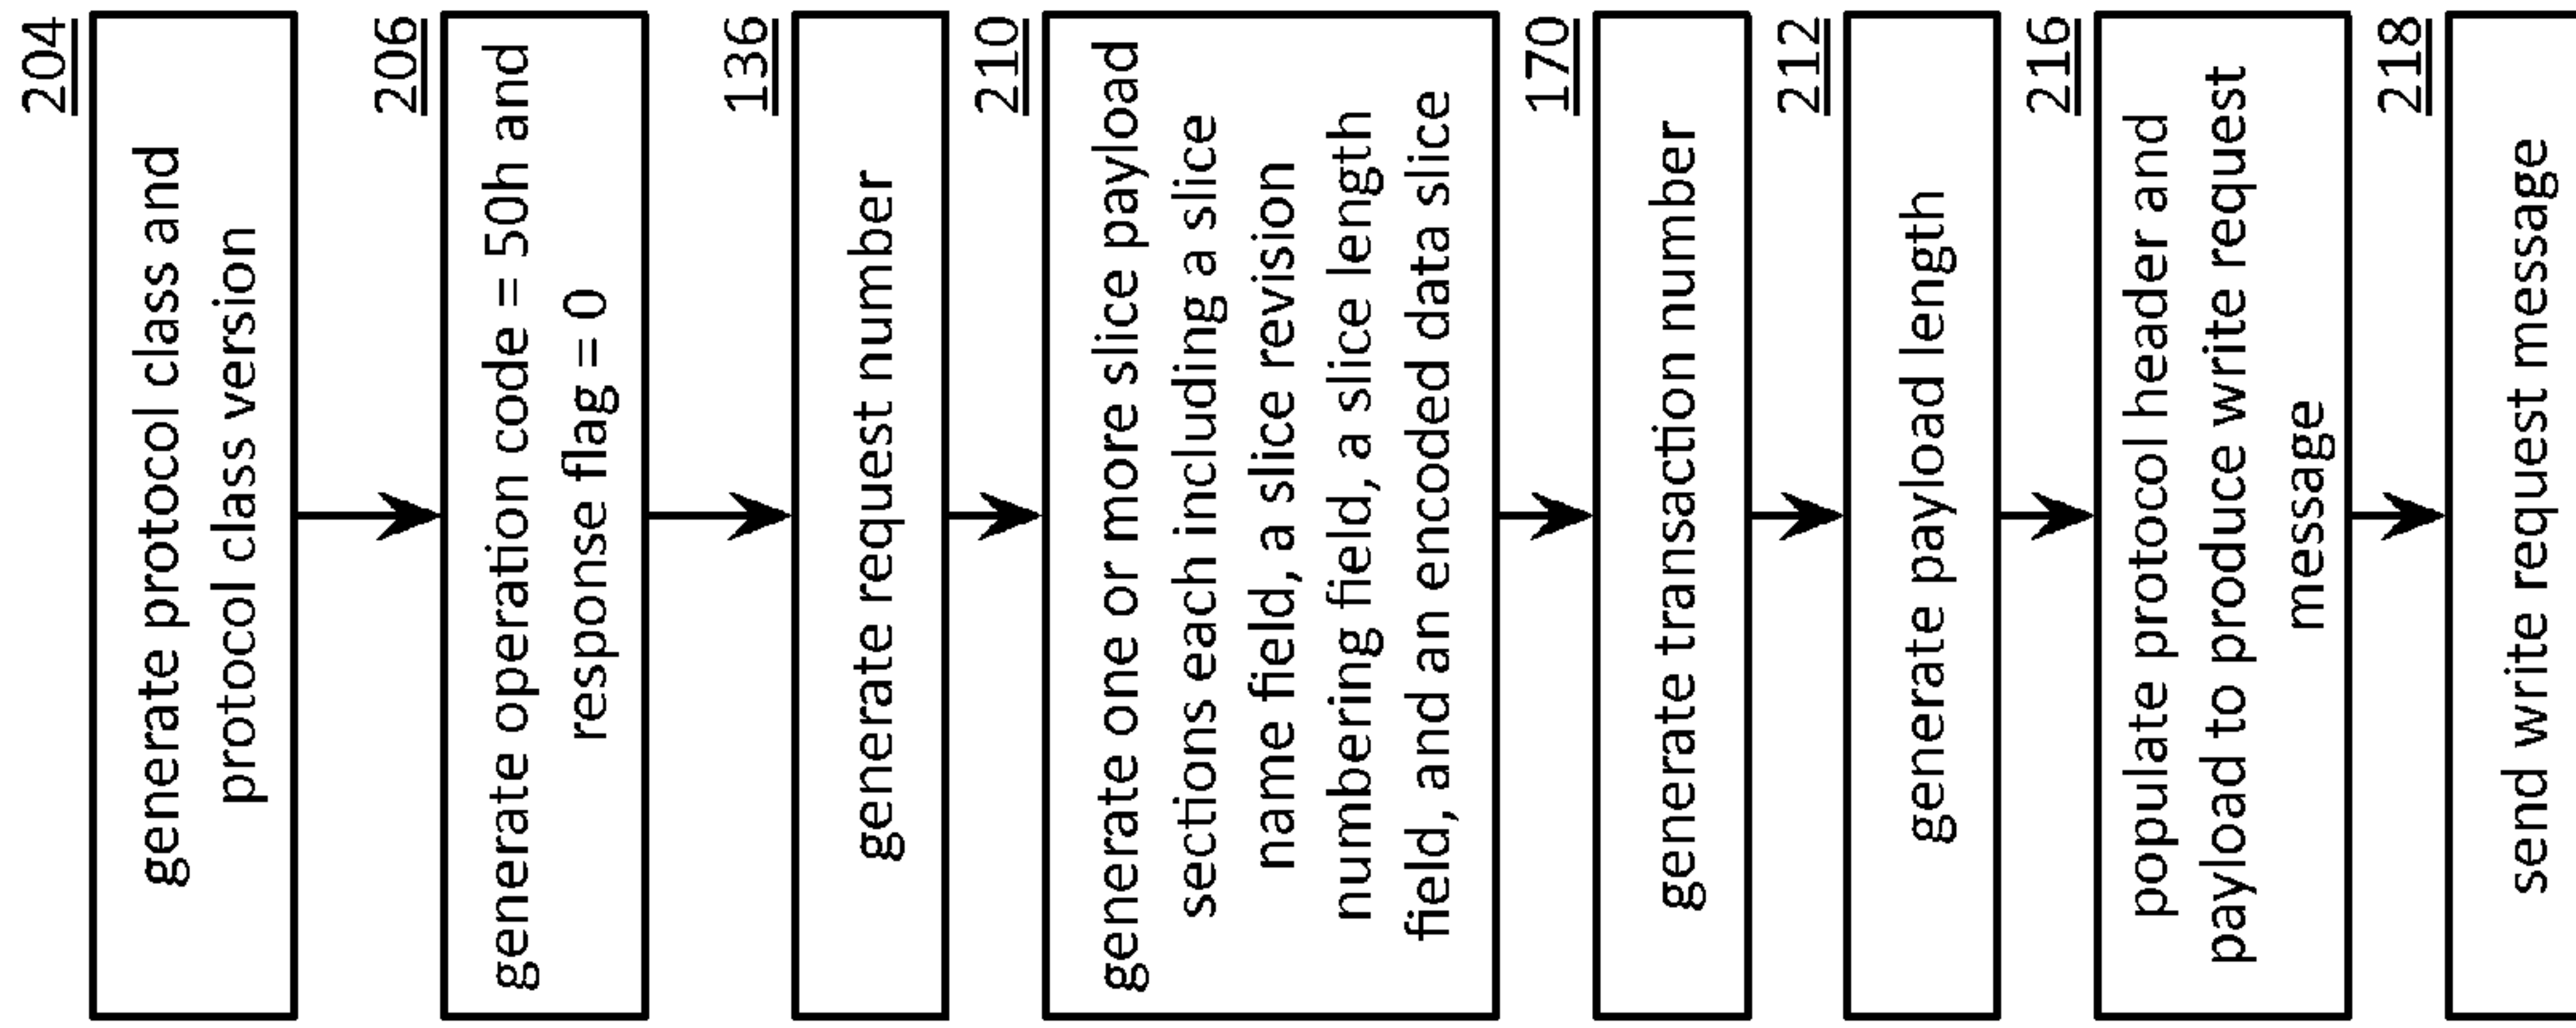 204
generate protocol class and
protocol class version
206
generate operation code = 50h and
response flag = 0
136
generate request number
210
generate one or more slice payload
sections each including a slice
name field, a slice revision
numbering field, a slice length
field, and an encoded data slice
170
generate transaction number
212
generate payload length
216
populate protocol header and
payload to produce write request
message
218
send write request message